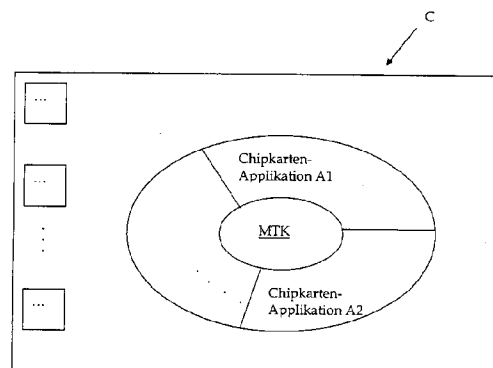 C
...
Chipkarten-
Applikation A1
...
MTK
Chipkarten-
Applikation A2
...